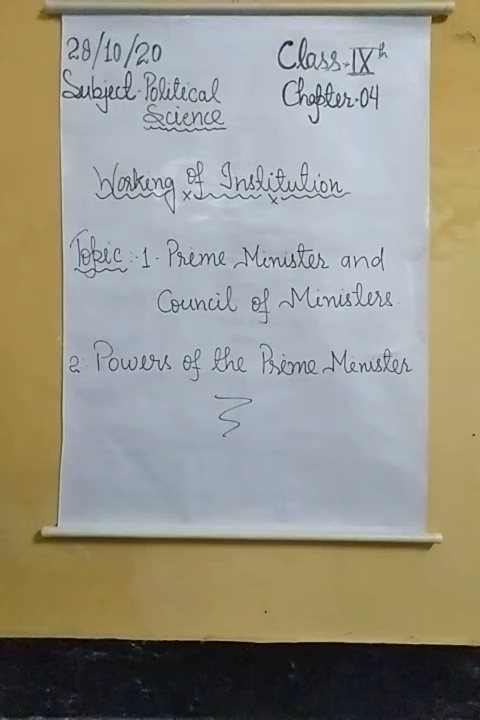 28/10/20
Class-IXth
Subject-Political
Science
Chapter-04
Working of Institution
Topic:-1. Prime Minister and
Council of Ministers.
2. Powers of the Prime Minister